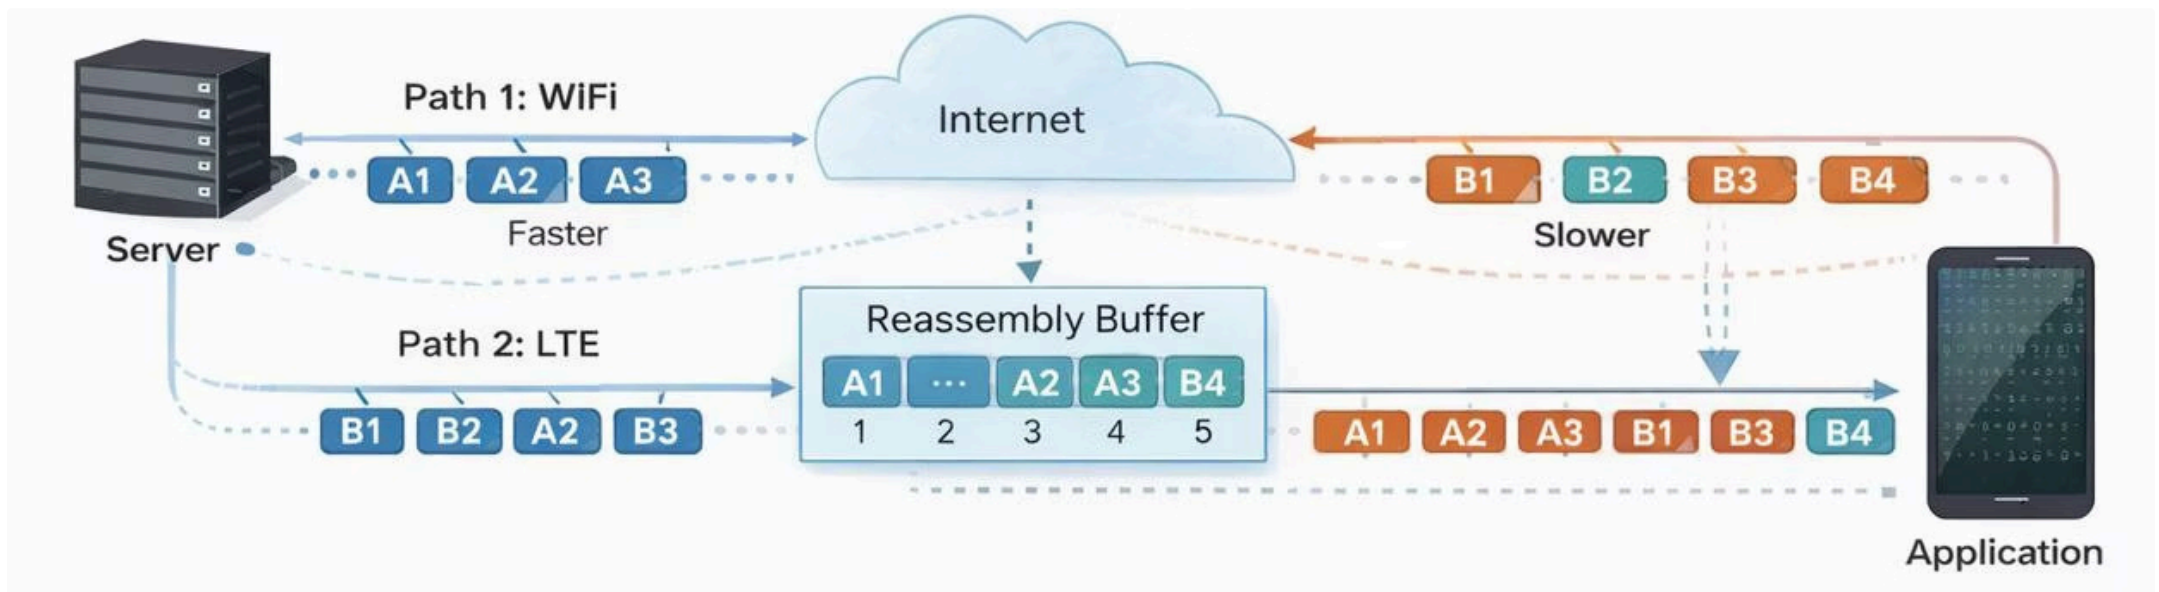 Path 1: WiFi
Internet
A1 A2 A3
B1 B2 B3 B4
Faster
Slower
Server
Reassembly Buffer
Path 2: LTE
A1 ... A2 A3 B4
1 2 3 4 5
B1 B2 A2 B3
A1 A2 A3 B1 B3 B4
Application